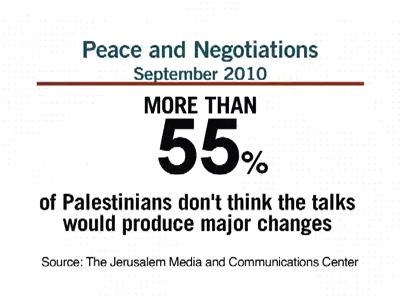 Peace and Negotiations
September 2010
MORE THAN
55%
of Palestinians don't think the talks
would produce major changes
Source: The Jerusalem Media and Communications Center